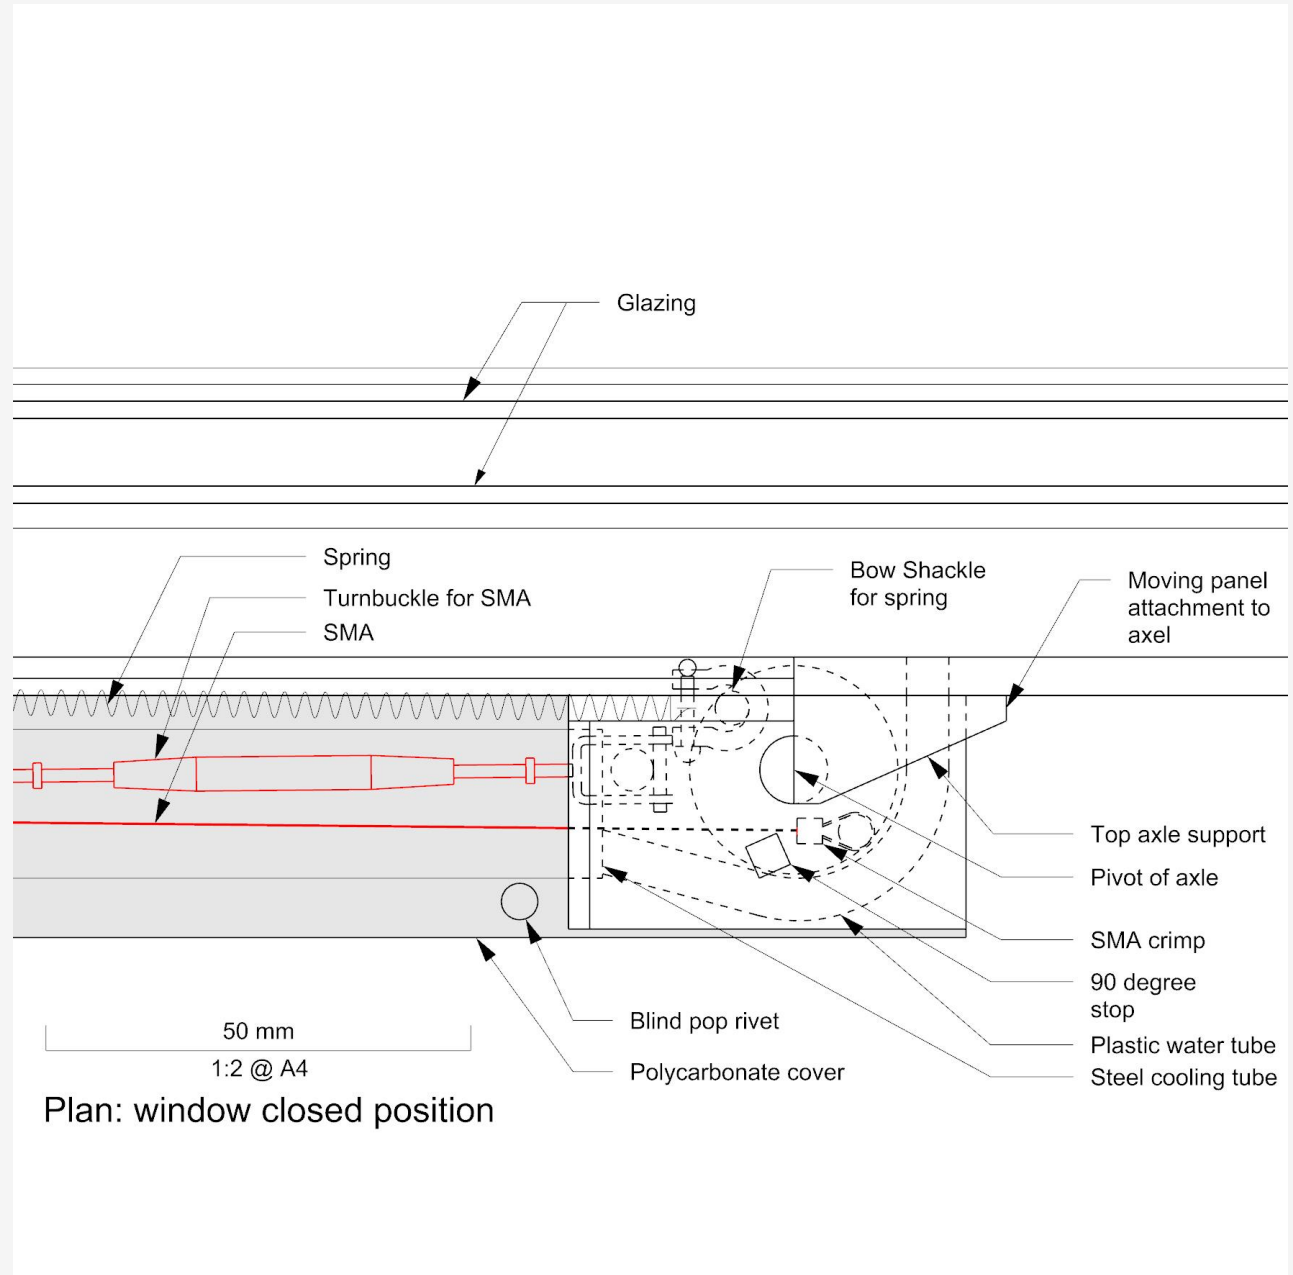 Glazing
Spring
Turnbuckle for SMA
SMA
Bow Shackle
for spring
Moving panel
attachment to
axel
Top axle support
Pivot of axle
SMA crimp
90 degree
stop
Plastic water tube
Steel cooling tube
Blind pop rivet
Polycarbonate cover
50 mm
1:2 @ A4
Plan: window closed position